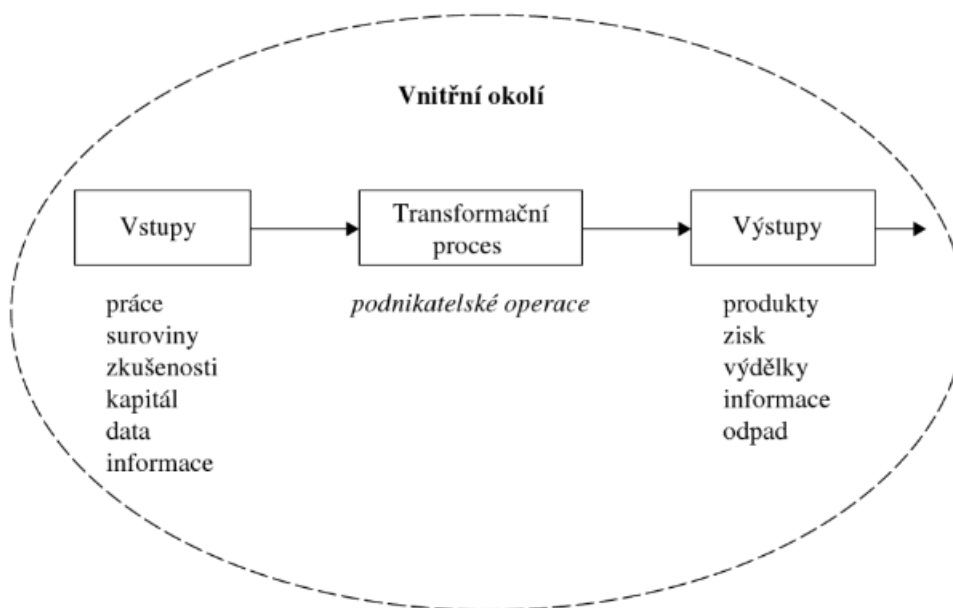 Vnitřní okolí
Vstupy
Transformační
proces
Výstupy
práce
suroviny
zkušenosti
kapitál
data
informace
podnikatelské operace
produkty
zisk
výdělky
informace
odpad